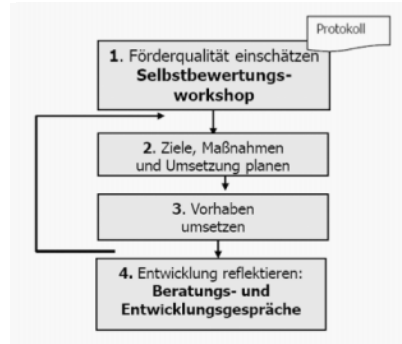 Protokoll
1. Förderqualität einschätzen
Selbstbewertungs-
workshop
2. Ziele, Maßnahmen
und Umsetzung planen
3. Vorhaben
umsetzen
4. Entwicklung reflektieren:
Beratungs- und
Entwicklungsgespräche